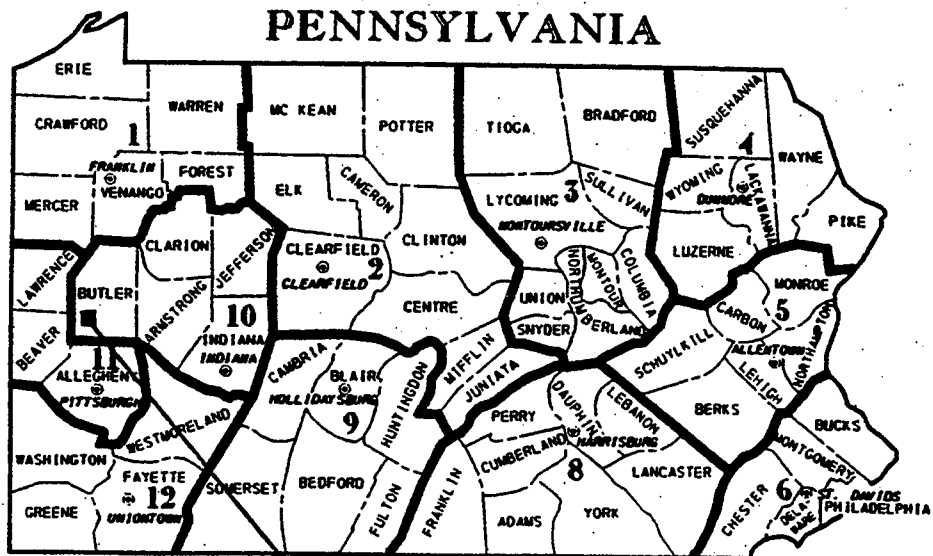 PENNSYLVANIA
ERIE
CRAWFORD
1
WARREN
MC KEAN
POTTER
TIOGA
BRADFORD
SUSQUEHANNA
4
WAYNE
FRANKLIN
VENANGO
FOREST
MERCER
ELK
CAMERON
LYCOMING
3
SULLIVAN
WYOMING
LACKAWANNA
DUNMORE
PIKE
CLARION
JEFFERSON
CLEARFIELD
2
CLEARFIELD
CLINTON
MONTOURSVILLE
COLUMBIA
LUZERNE
LAWRENCE
BUTLER
ARMSTRONG
CENTRE
UNION
NORTHUMBERLAND
MONTOUR
MONROE
CARBON
5
BEAVER
10
INDIANA
INDIANA
SNYDER
SCHUYLKILL
ALLENTOWN
NORTHAMPTON
11
ALLEGHENY
PITTSBURGH
CAMBRIA
BLAIR
HOLLIDAYSBURG
9
HUNTINGDON
MIFFLIN
JUNIATA
LEHIGH
WESTMORELAND
PERRY
DAUPHIN
LEBANON
BERKS
BUCKS
WASHINGTON
CUMBERLAND
HARRISBURG
8
LANCASTER
MONTGOMERY
FAYETTE
12
UNIONTOWN
SOMERSET
BEDFORD
FULTON
FRANKLIN
CHESTER
6
DELAWARE
ST. DAVIDS
PHILADELPHIA
GREENE
ADAMS
YORK